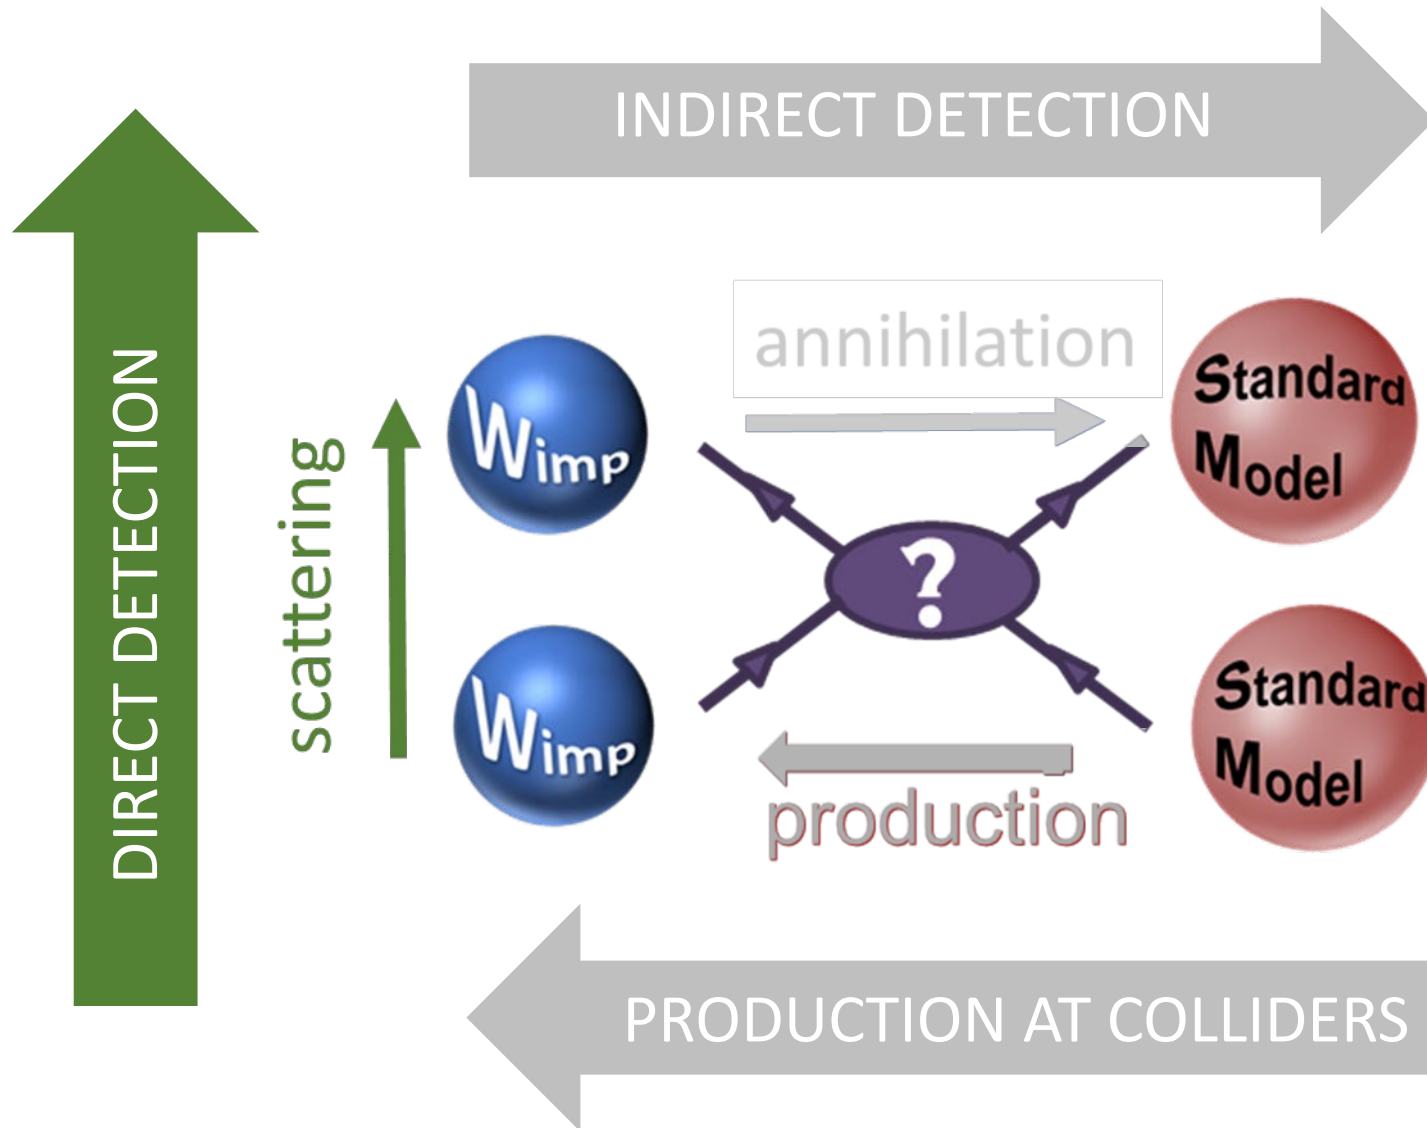 INDIRECT DETECTION
DIRECT DETECTION
scattering
annihilation
Wimp
Standard
Model
?
Wimp
Standard
Model
production
PRODUCTION AT COLLIDERS